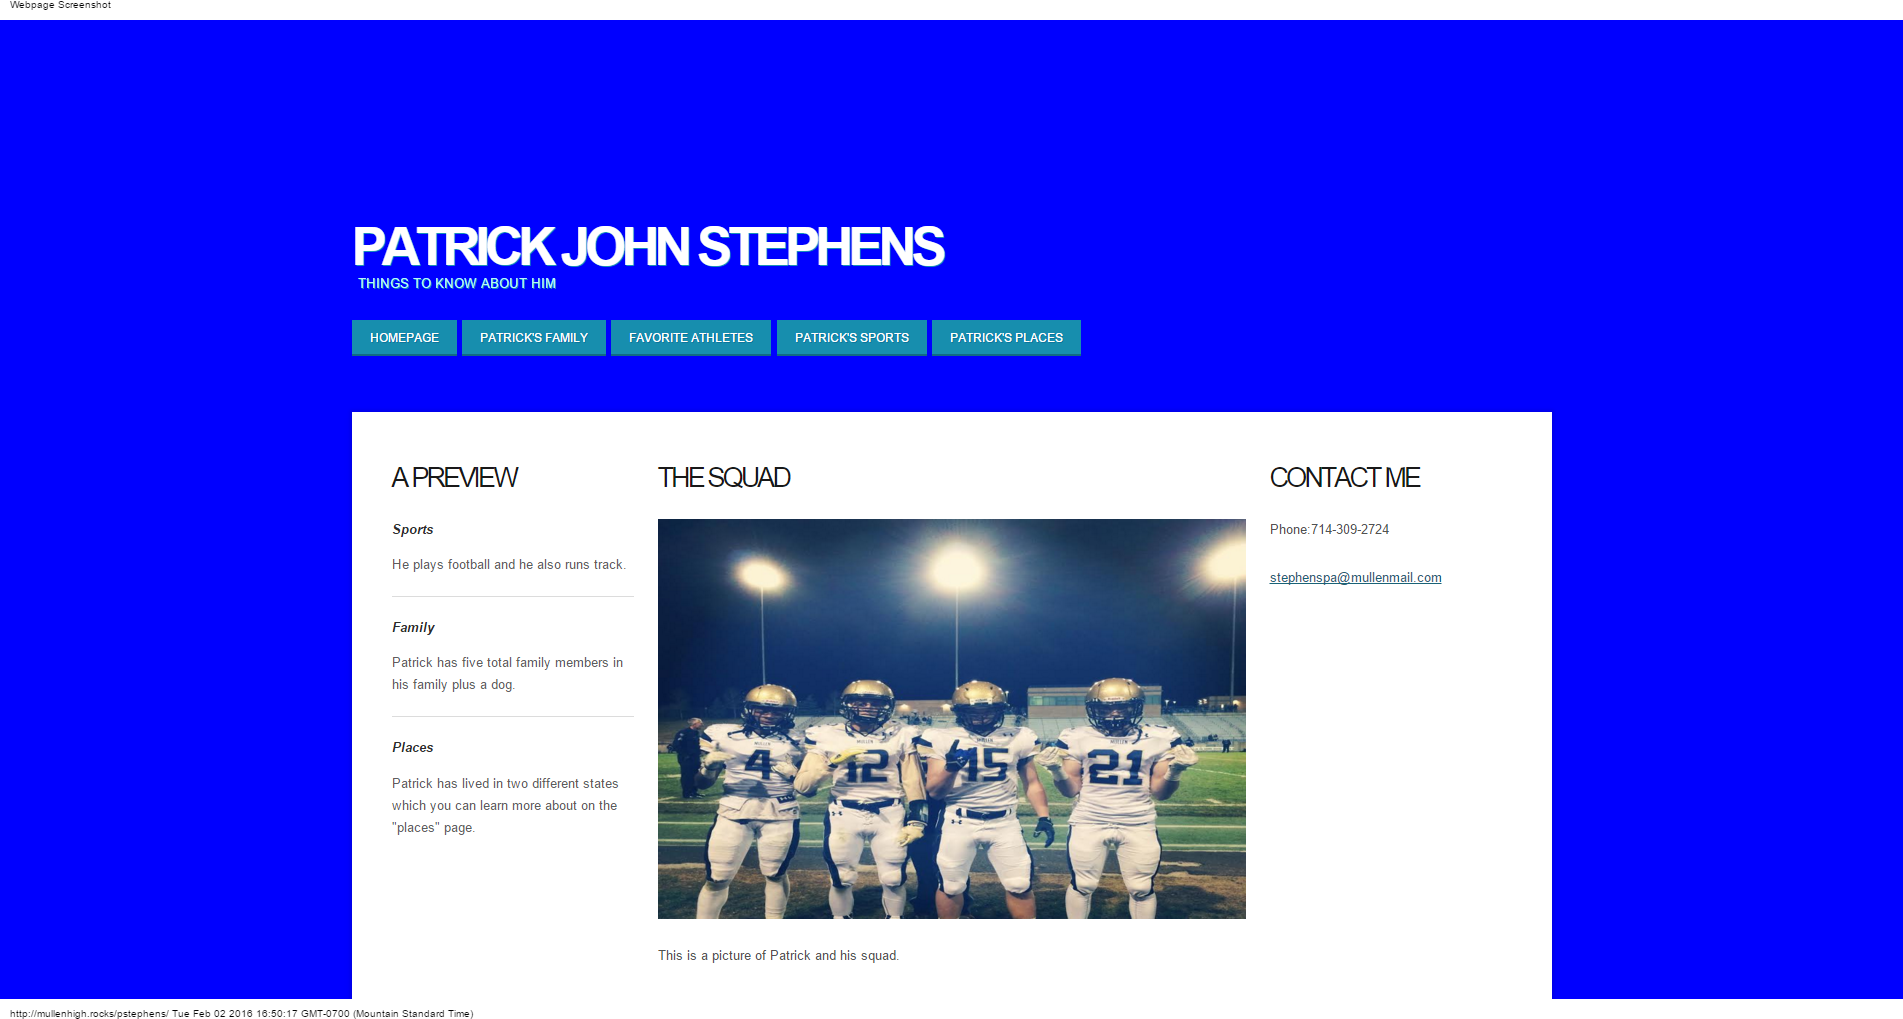 Webpage Screenshot
PATRICK JOHN STEPHENS
THINGS TO KNOW ABOUT HIM
HOMEPAGE
PATRICK'S FAMILY
FAVORITE ATHLETES
PATRICK'S SPORTS
PATRICK'S PLACES
A PREVIEW
Sports
He plays football and he also runs track.
Family
Patrick has five total family members in
his family plus a dog.
Places
Patrick has lived in two different states
which you can learn more about on the
"places" page.
THE SQUAD
MULLEN
4
MULLEN
12
MULLEN
15
MULLEN
21
This is a picture of Patrick and his squad.
CONTACT ME
Phone:714-309-2724
stephenspa@mullenmail.com
http://mullenhigh.rocks/pstephens/ Tue Feb 02 2016 16:50:17 GMT-0700 (Mountain Standard Time)